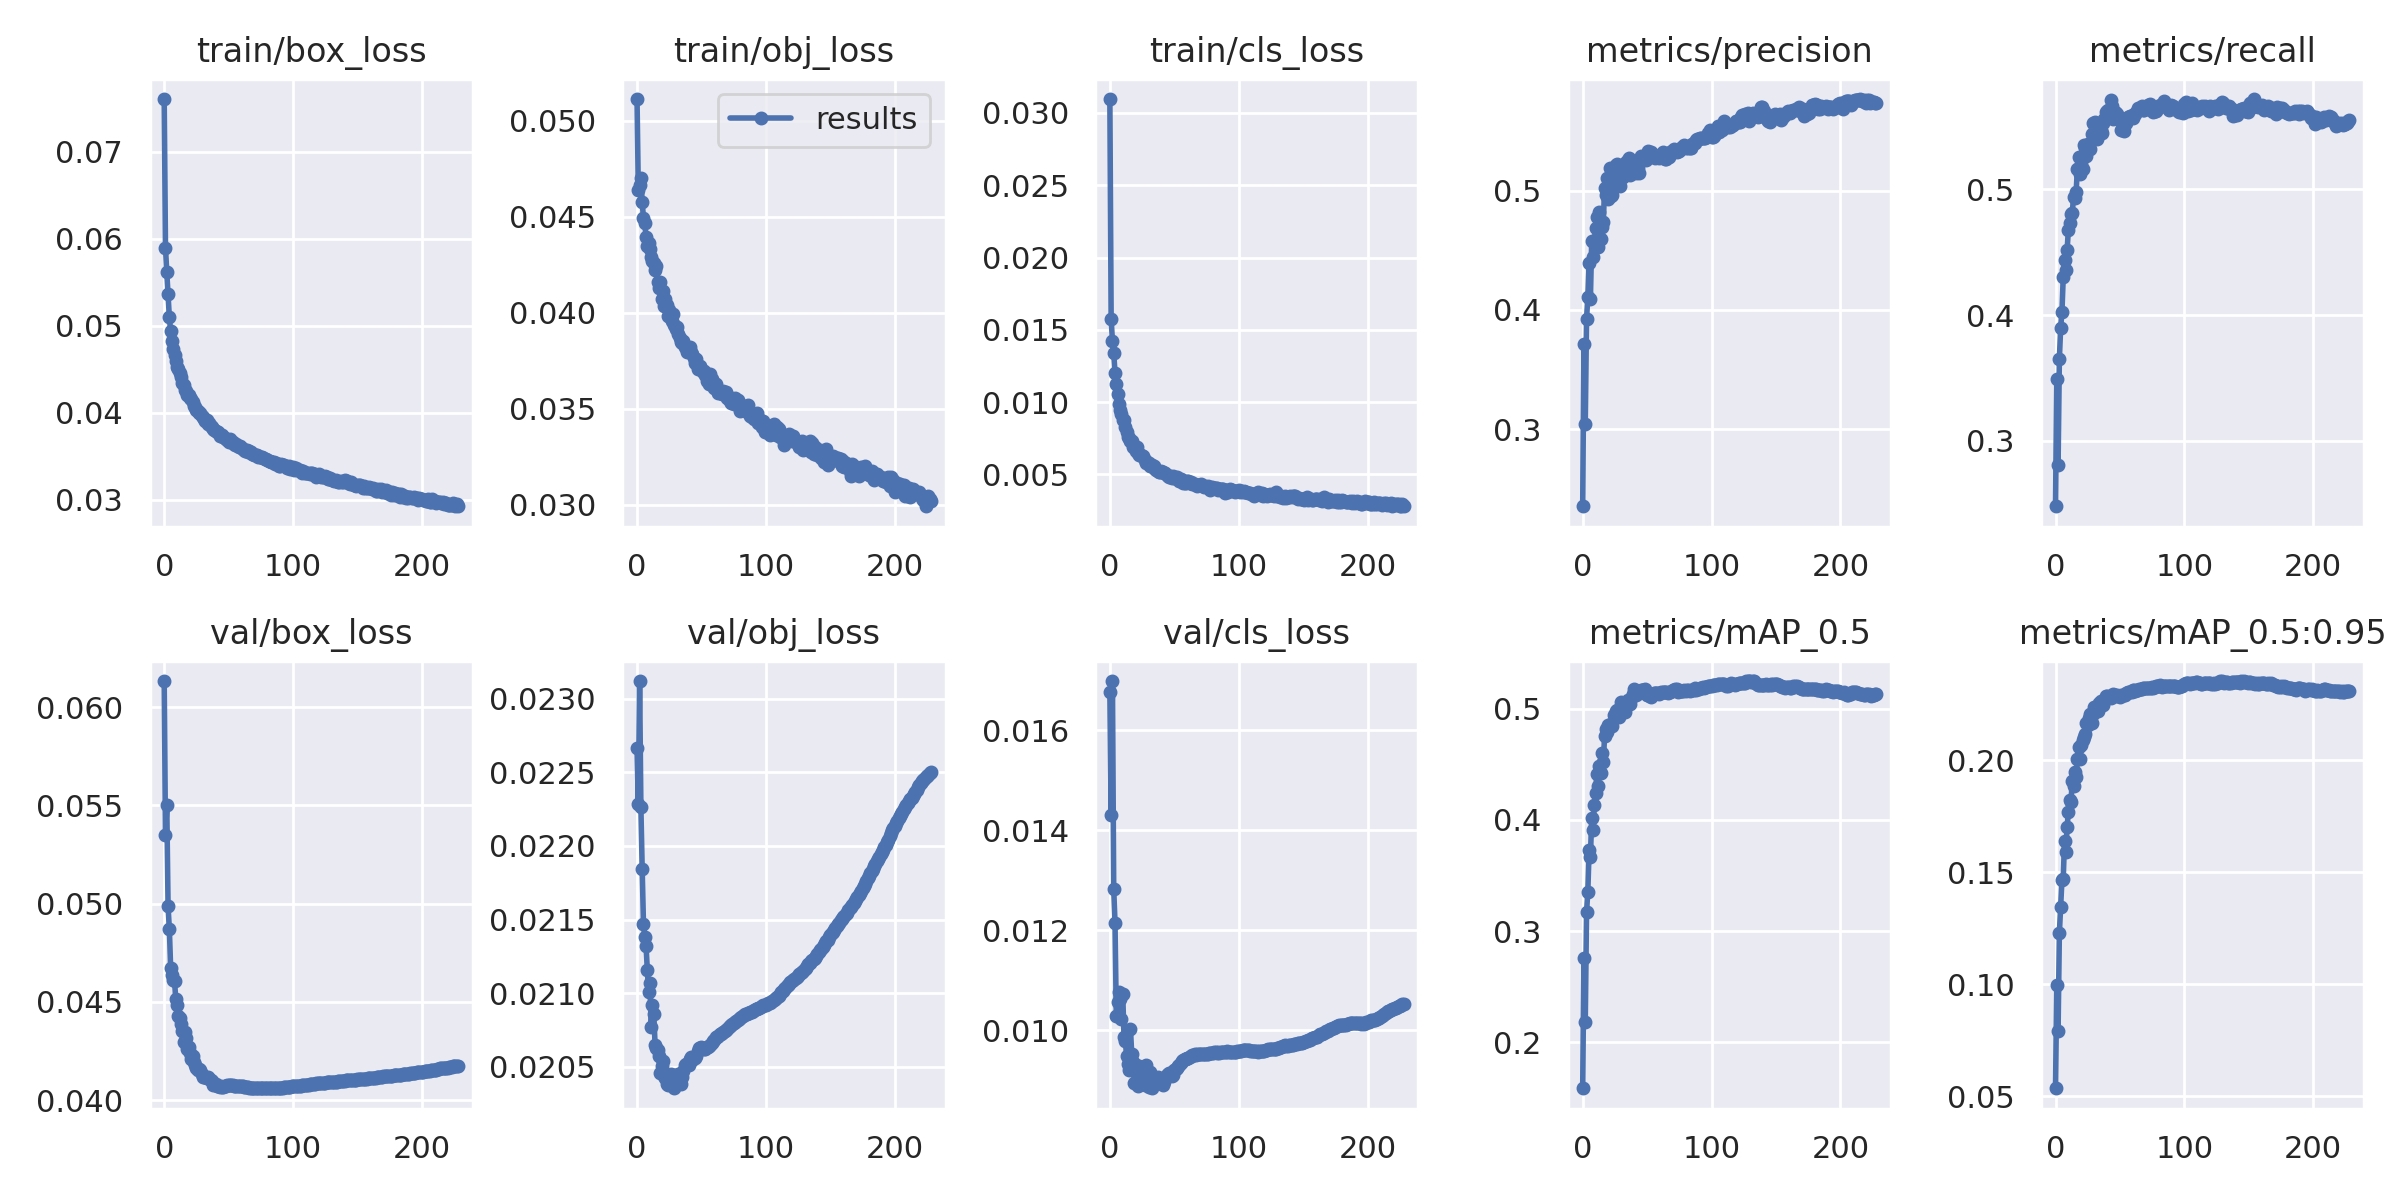 train/box_loss
train/obj_loss
train/cls_loss
metrics/precision
metrics/recall
0.07
0.06
0.05
0.04
0.03
0 100 200
results
0.050
0.045
0.040
0.035
0.030
0 100 200
0.030
0.025
0.020
0.015
0.010
0.005
0 100 200
0.5
0.4
0.3
0 100 200
0.5
0.4
0.3
0 100 200
val/box_loss
val/obj_loss
val/cls_loss
metrics/mAP_0.5
metrics/mAP_0.5:0.95
0.060
0.055
0.050
0.045
0.040
0 100 200
0.0230
0.0225
0.0220
0.0215
0.0210
0.0205
0 100 200
0.016
0.014
0.012
0.010
0 100 200
0.5
0.4
0.3
0.2
0 100 200
0.20
0.15
0.10
0.05
0 100 200